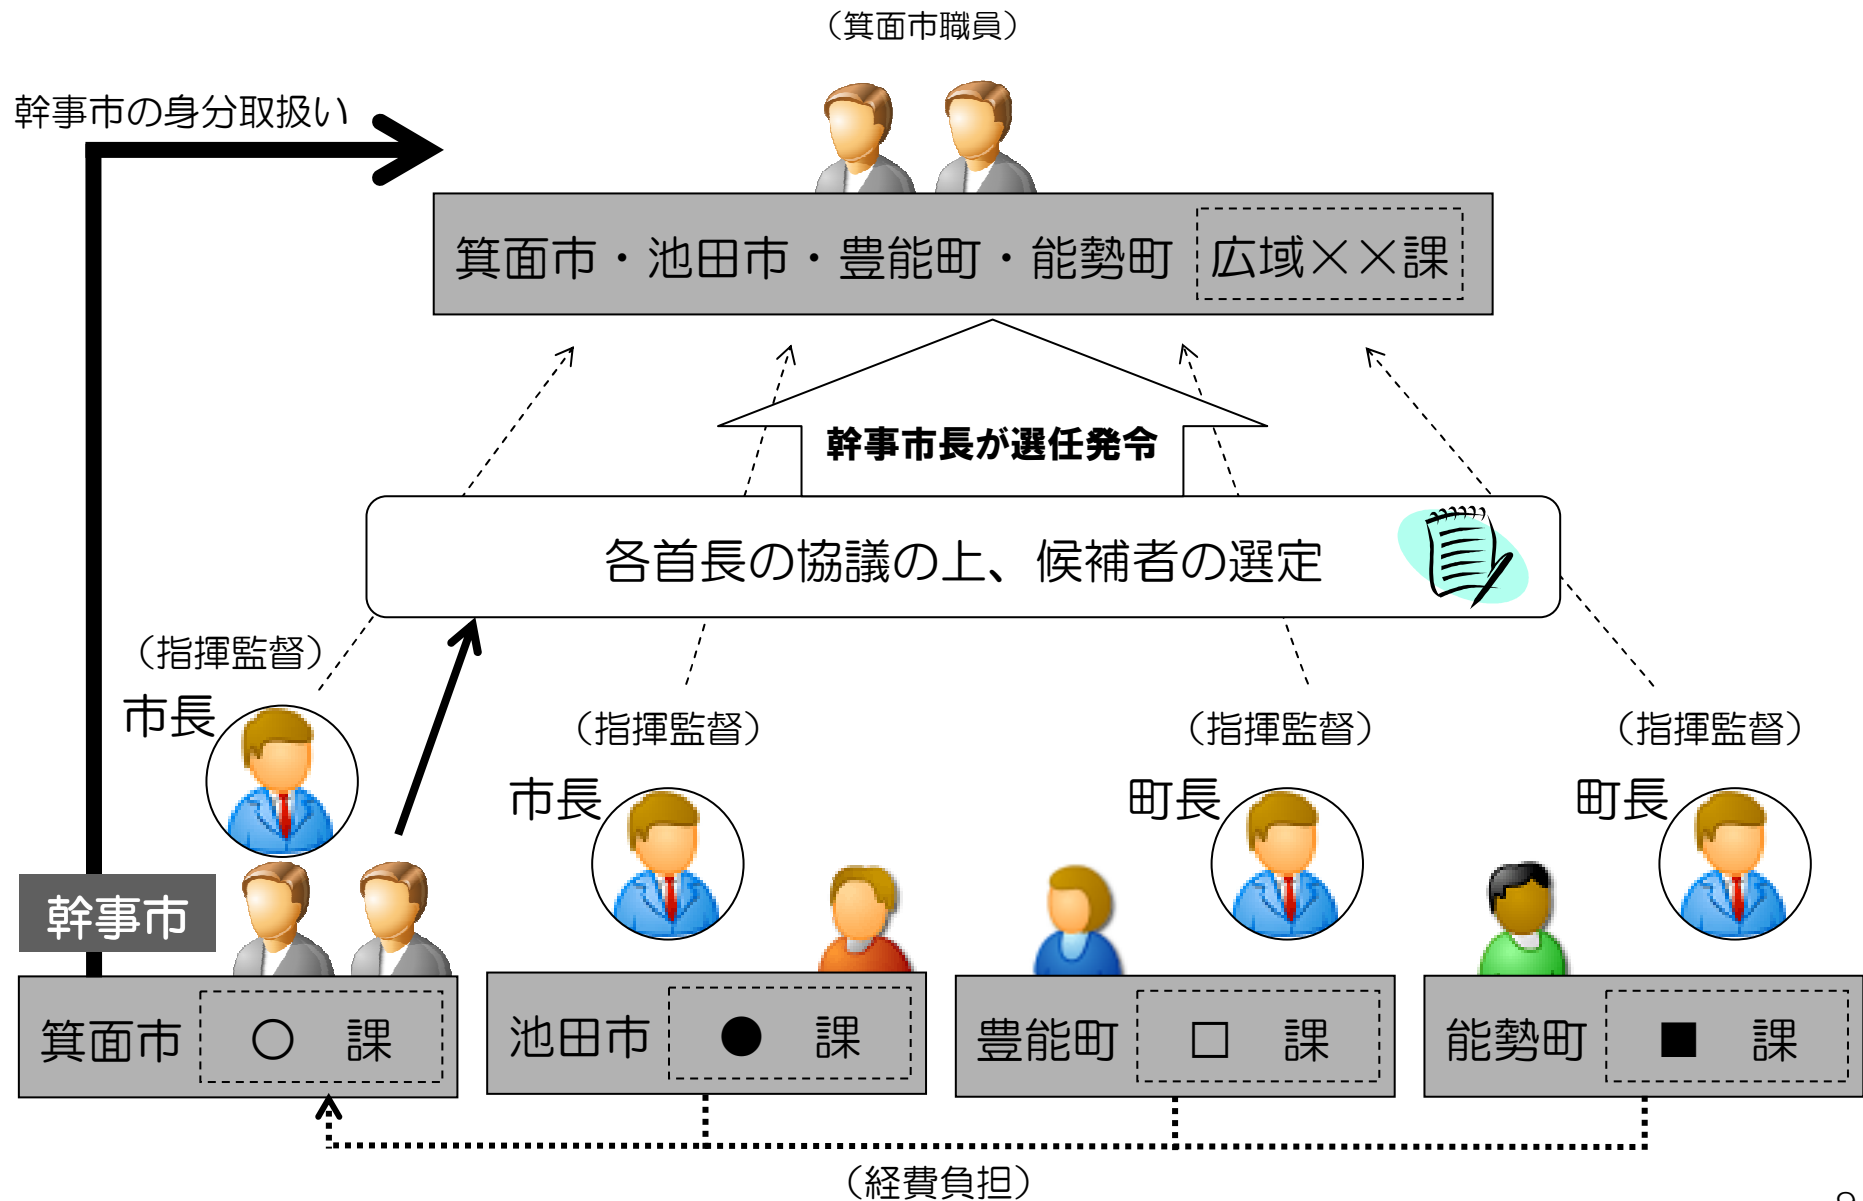 （箕面市職員）
幹事市の身分取扱い
箕面市・池田市・豊能町・能勢町 広域××課
幹事市長が選任発令
各首長の協議の上、候補者の選定
（指揮監督）
市長
（指揮監督）
市長
（指揮監督）
町長
（指揮監督）
町長
幹事市
箕面市 ○ 課
池田市 ● 課
豊能町 □ 課
能勢町 ■ 課
（経費負担）